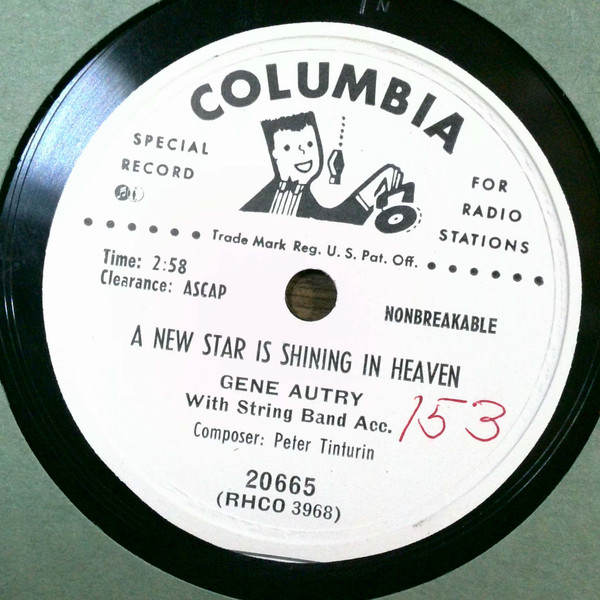 IN
COLUMBIA
SPECIAL
RECORD
FOR
RADIO
STATIONS
Trade Mark Reg. U. S. Pat. Off.
Time: 2:58
Clearance: ASCAP
NONBREAKABLE
A NEW STAR IS SHINING IN HEAVEN
GENE AUTRY
With String Band Acc.
153
Composer: Peter Tinturin
20665
(RHCO 3968)